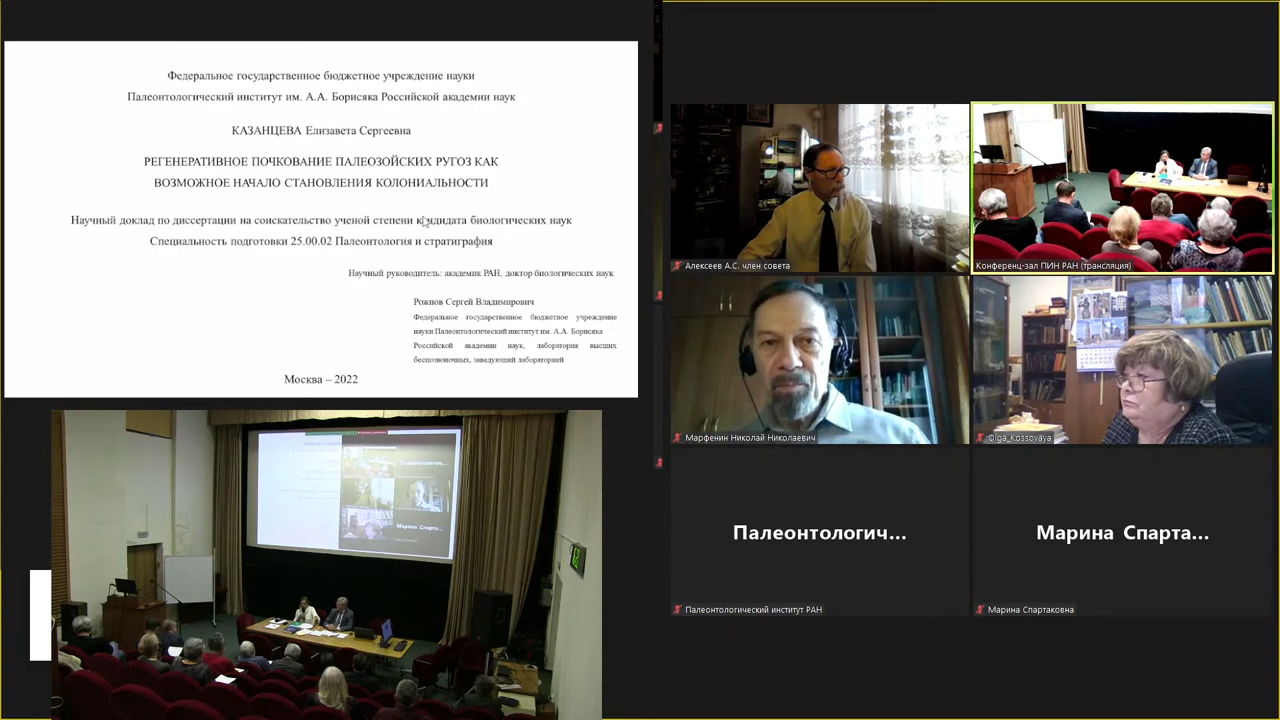 Федеральное государственное бюджетное учреждение науки
Палеонтологический институт им. А.А. Борисяка Российской академии наук
КАЗАНЦЕВА Елизавета Сергеевна
РЕГЕНЕРАТИВНОЕ ПОЧКОВАНИЕ ПАЛЕОЗОЙСКИХ РУГОЗ КАК
ВОЗМОЖНОЕ НАЧАЛО СТАНОВЛЕНИЯ КОЛОНИАЛЬНОСТИ
Научный доклад по диссертации на соискательство ученой степени кандидата биологических наук
Специальность подготовки 25.00.02 Палеонтология и стратиграфия
Научный руководитель: академик РАН, доктор биологических наук
Рожнов Сергей Владимирович
Федеральное государственное бюджетное учреждение
науки Палеонтологический институт им. А.А. Борисяка
Российской академии наук, лаборатория высших
беспозвоночных, заведующий лабораторией
Москва – 2022
Алексеев А.С. член совета
Конференц-зал ПИН РАН (трансляция)
Марфенин Николай Николаевич
Olga_Kossovaya
Палеонтологич...
Марина Спарта...
Палеонтологический институт РАН
Марина Спартаковна
Палеонтологич...
Марина Спарта...